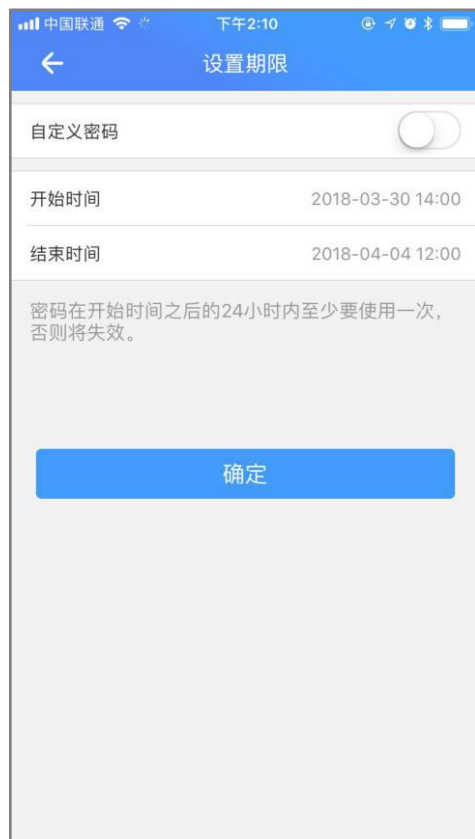 中国联通 下午2:10
设置期限
自定义密码
开始时间 2018-03-30 14:00
结束时间 2018-04-04 12:00
密码在开始时间之后的24小时内至少要使用一次，
否则将失效。
确定